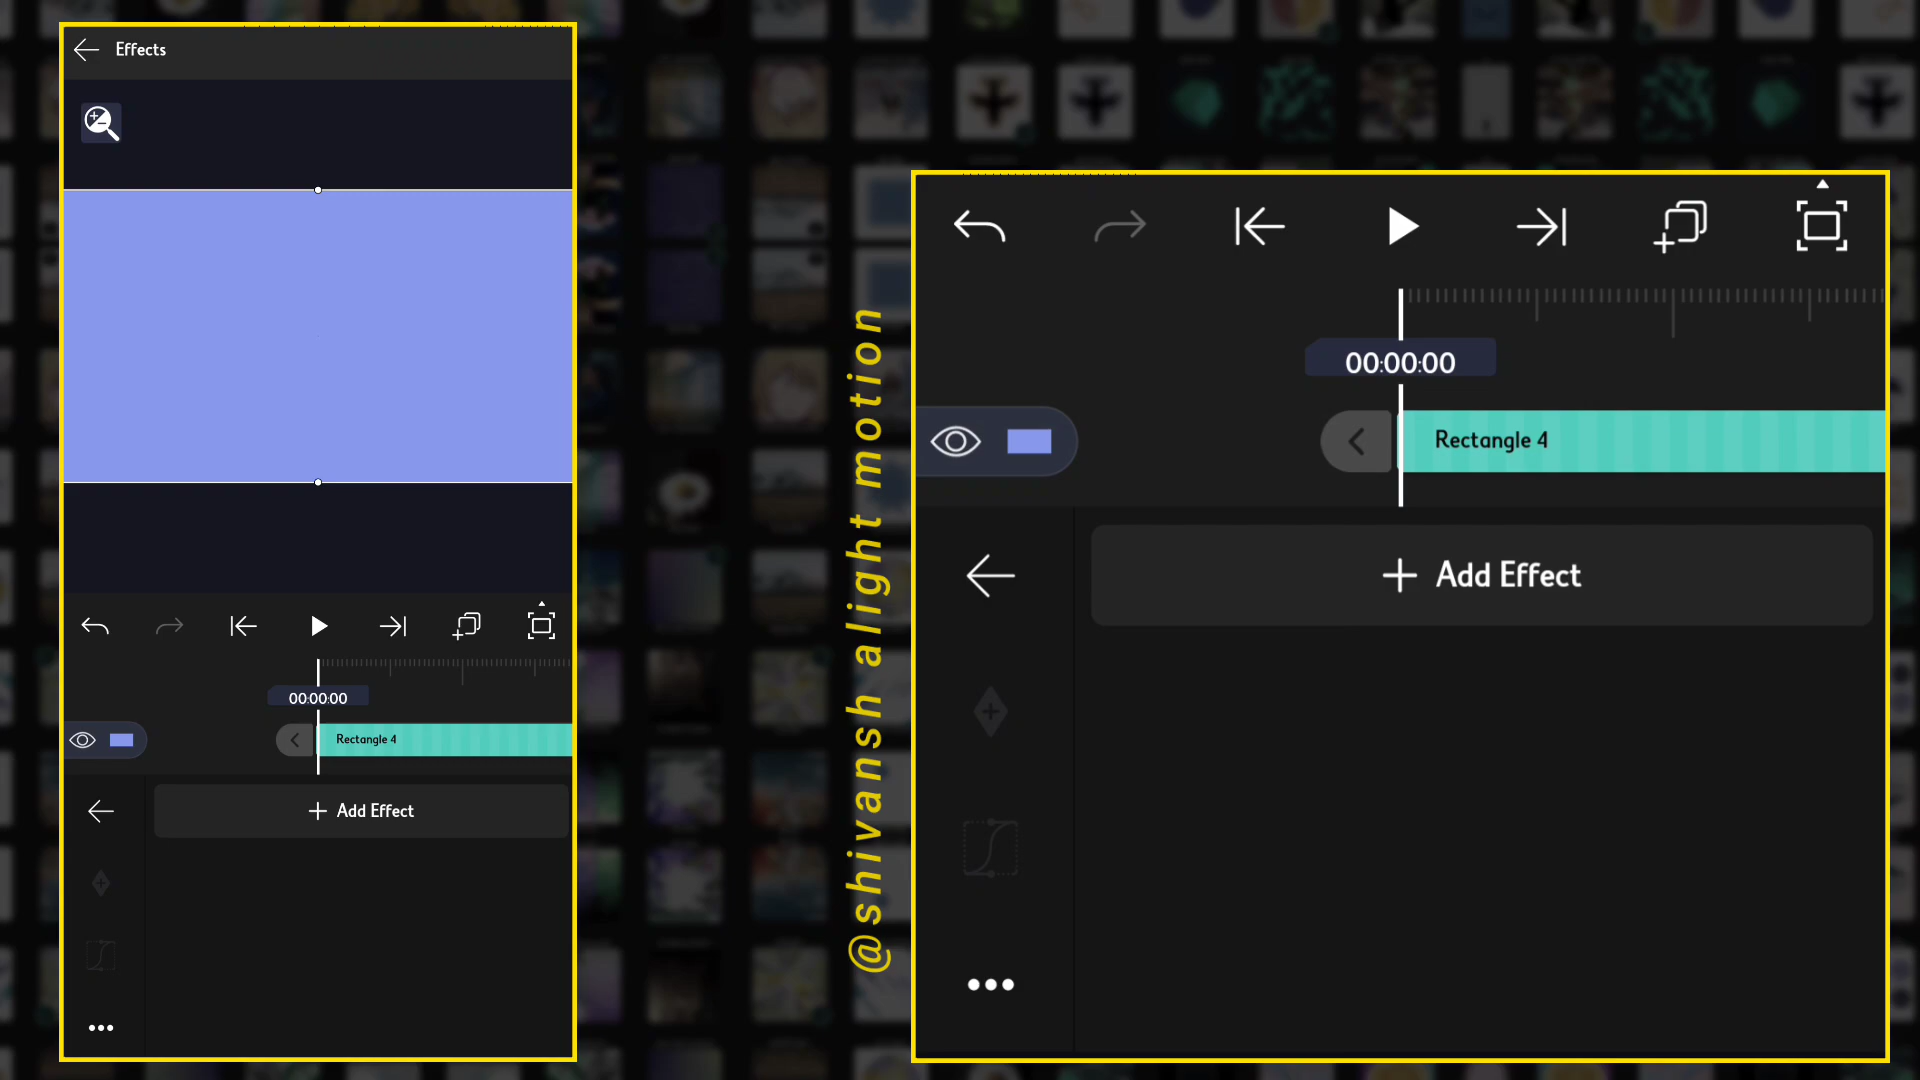 Effects
00:00:00
Rectangle 4
Add Effect
@shivansh alight motion
00:00:00
Rectangle 4
Add Effect